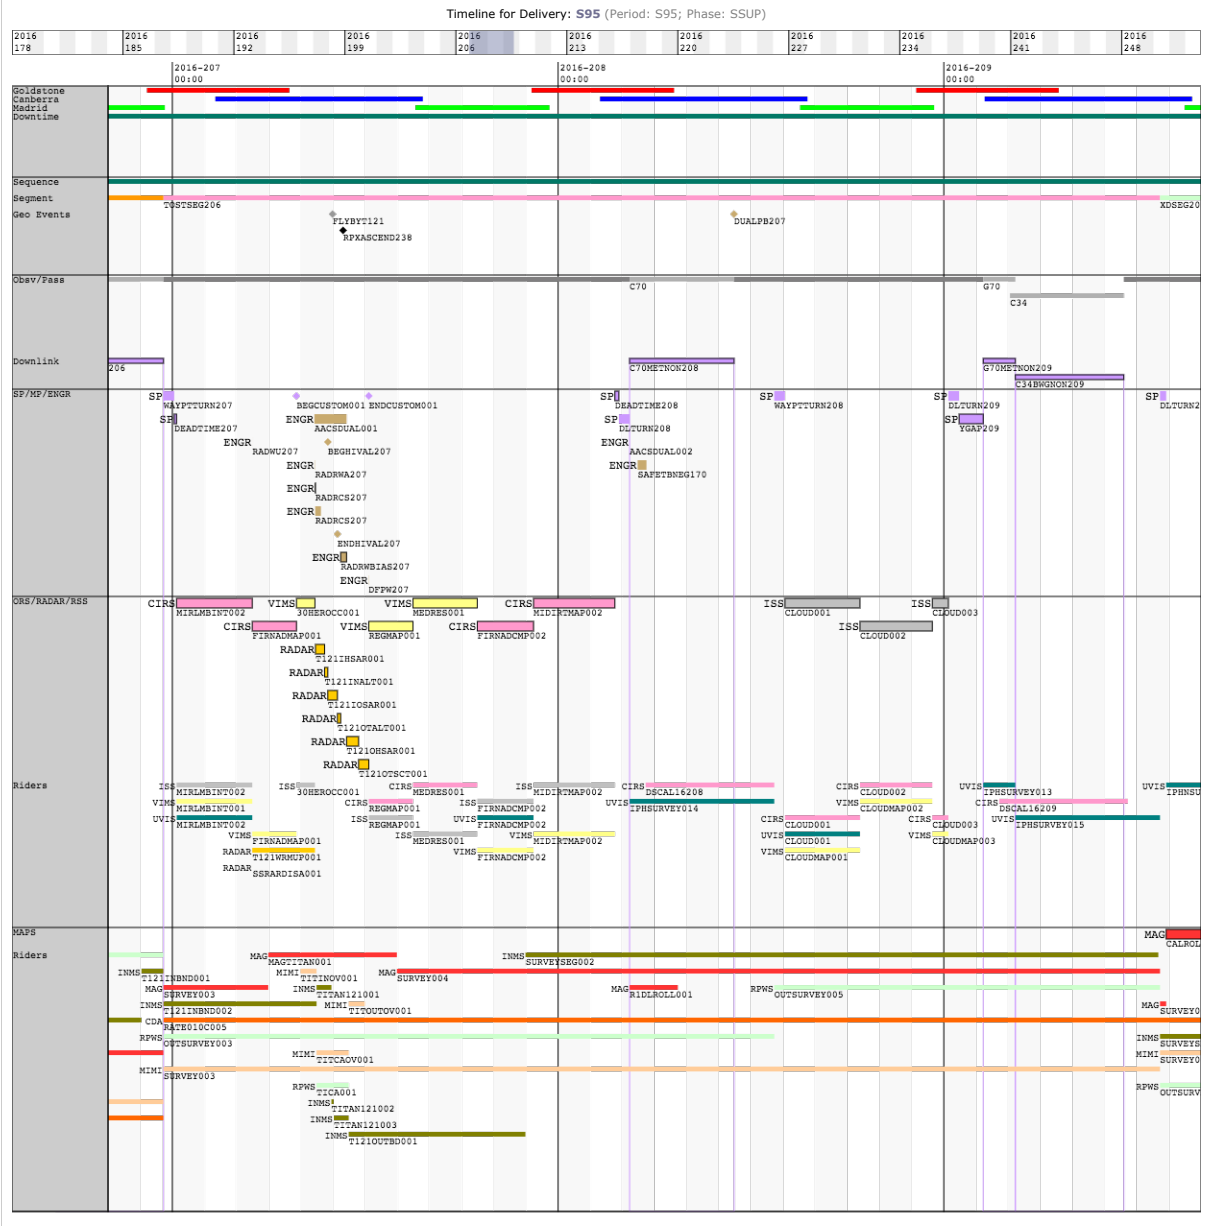 Timeline for Delivery: S95 (Period: S95; Phase: SSUP)
2016 2016 2016 2016 2016 2016 2016 2016 2016 2016 2016
178 185 192 199 206 213 220 227 234 241 248
2016-207 2016-208 2016-209
00:00 00:00 00:00
Goldstone
Canberra
Madrid
Downtime
Sequence
Segment
TOSTSEG206 XDSEG20
Geo Events
FLYBYT121 DUALPB207
RPXASCEND238
Obsv/Pass
C70 G70
C34
Downlink
206 C70METNON208 G70METNON209
C34BWGNON209
SP/MP/ENGR
SP SP SP SP SP
WAYPTTURN207 BEGCUSTOM001 ENDCUSTOM001 DEADTIME208 WAYPTTURN208 DLTURN209 DLTURN2
SP ENGR SP SP
DEADTIME207 AACSDUAL001 DLTURN208 YGAP209
ENGR ENGR
RADWU207 BEGHIVAL207 AACSDUAL002
ENGR ENGR
RADRWA207 SAFETBNEG170
ENGR
RADRCS207
ENGR
RADRCS207
ENDHIVAL207
ENGR
RADRWBIAS207
ENGR
DFPW207
ORS/RADAR/RSS
CIRS VIMS VIMS CIRS ISS ISS
MIRLMBINT002 30HEROCC001 MEDRES001 MIDIRTMAP002 CLOUD001 CLOUD003
CIRS VIMS CIRS ISS
FIRNADMAP001 REGMAP001 FIRNADCMP002 CLOUD002
RADAR
T121IHSAR001
RADAR
T121INALT001
RADAR
T121IOSAR001
RADAR
T121OTALT001
RADAR
T121OHSAR001
RADAR
T121OTSCT001
Riders
ISS ISS CIRS ISS CIRS CIRS UVIS UVIS
MIRLMBINT002 30HEROCC001 MEDRES001 MIDIRTMAP002 DSCAL16208 CLOUD002 IPHSURVEY013 IPHNSU
VIMS CIRS ISS UVIS VIMS CIRS
MIRLMBINT001 REGMAP001 FIRNADCMP002 IPHSURVEY014 CLOUDMAP002 DSCAL16209
UVIS ISS UVIS CIRS CIRS UVIS
MIRLMBINT002 REGMAP001 FIRNADCMP002 CLOUD001 CLOUD003 IPHSURVEY015
ISS VIMS UVIS VIMS
FIRNADMAP001 MEDRES001 MIDIRTMAP002 CLOUD001 CLOUDMAP003
RADAR VIMS VIMS
T121WRMUP001 FIRNADCMP002 CLOUDMAP001
RADAR
SSRARDISA001
MAPS
MAG
CALROL
Riders
MAG INMS
MAGTITAN001 SURVEYSEG002
INMS MIMI MAG
T121INBND001 TITINOV001 SURVEY004
MAG INMS MAG RPWS
SURVEY003 TITAN121001 R1DLROLL001 OUTSURVEY005
INMS MIMI MAG
T121INBND002 TITOUTOV001 SURVEY0
CDA
RATE010C005
RPWS INMS
OUTSURVEY003 SURVEYS
MIMI MIMI
TITCAOV001 SURVEY0
MIMI
SURVEY003
RPWS RPWS
TICA001 OUTSURV
INMS
TITAN121002
INMS
TITAN121003
INMS
T121OUTBD001